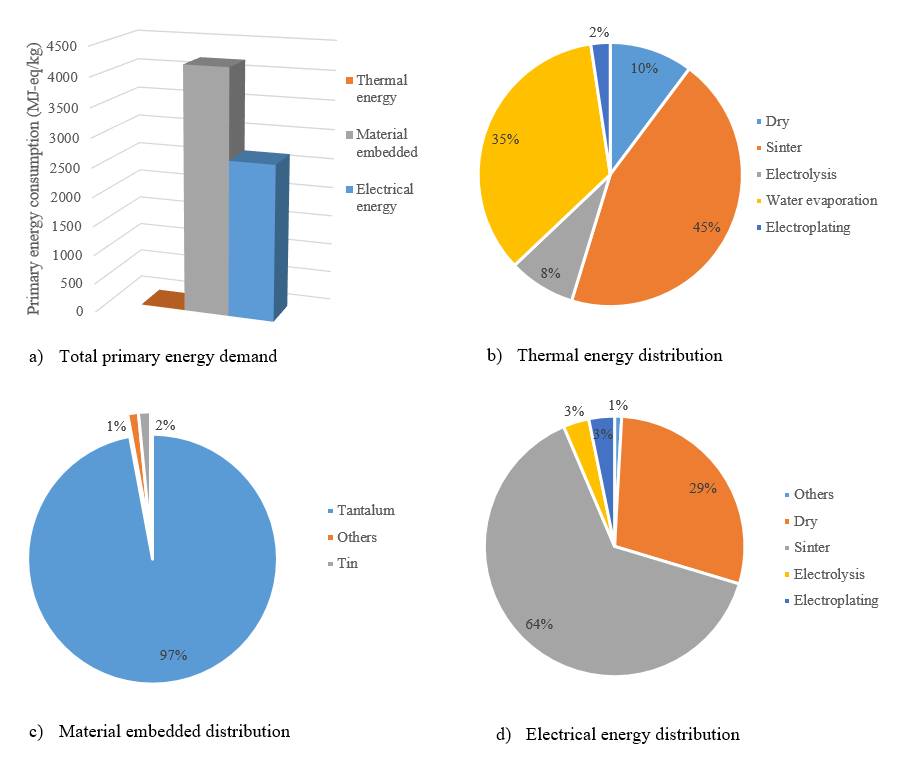 Primary energy consumption (MJ-eq/kg)
4500
4000
3500
3000
2500
2000
1500
1000
500
0
Thermal
energy
Material
embedded
Electrical
energy
a) Total primary energy demand
2%
10%
35%
45%
8%
Dry
Sinter
Electrolysis
Water evaporation
Electroplating
b) Thermal energy distribution
1%
2%
97%
Tantalum
Others
Tin
c) Material embedded distribution
3%
1%
3%
29%
64%
Others
Dry
Sinter
Electrolysis
Electroplating
d) Electrical energy distribution